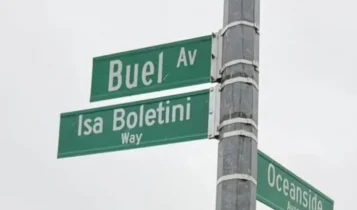 Buel Av
Isa Boletini
Way
Oceanside